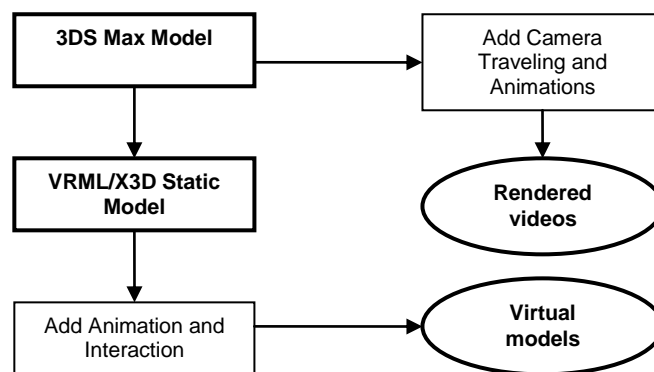 3DS Max Model
Add Camera
Traveling and
Animations
VRML/X3D Static
Model
Rendered
videos
Add Animation and
Interaction
Virtual
models